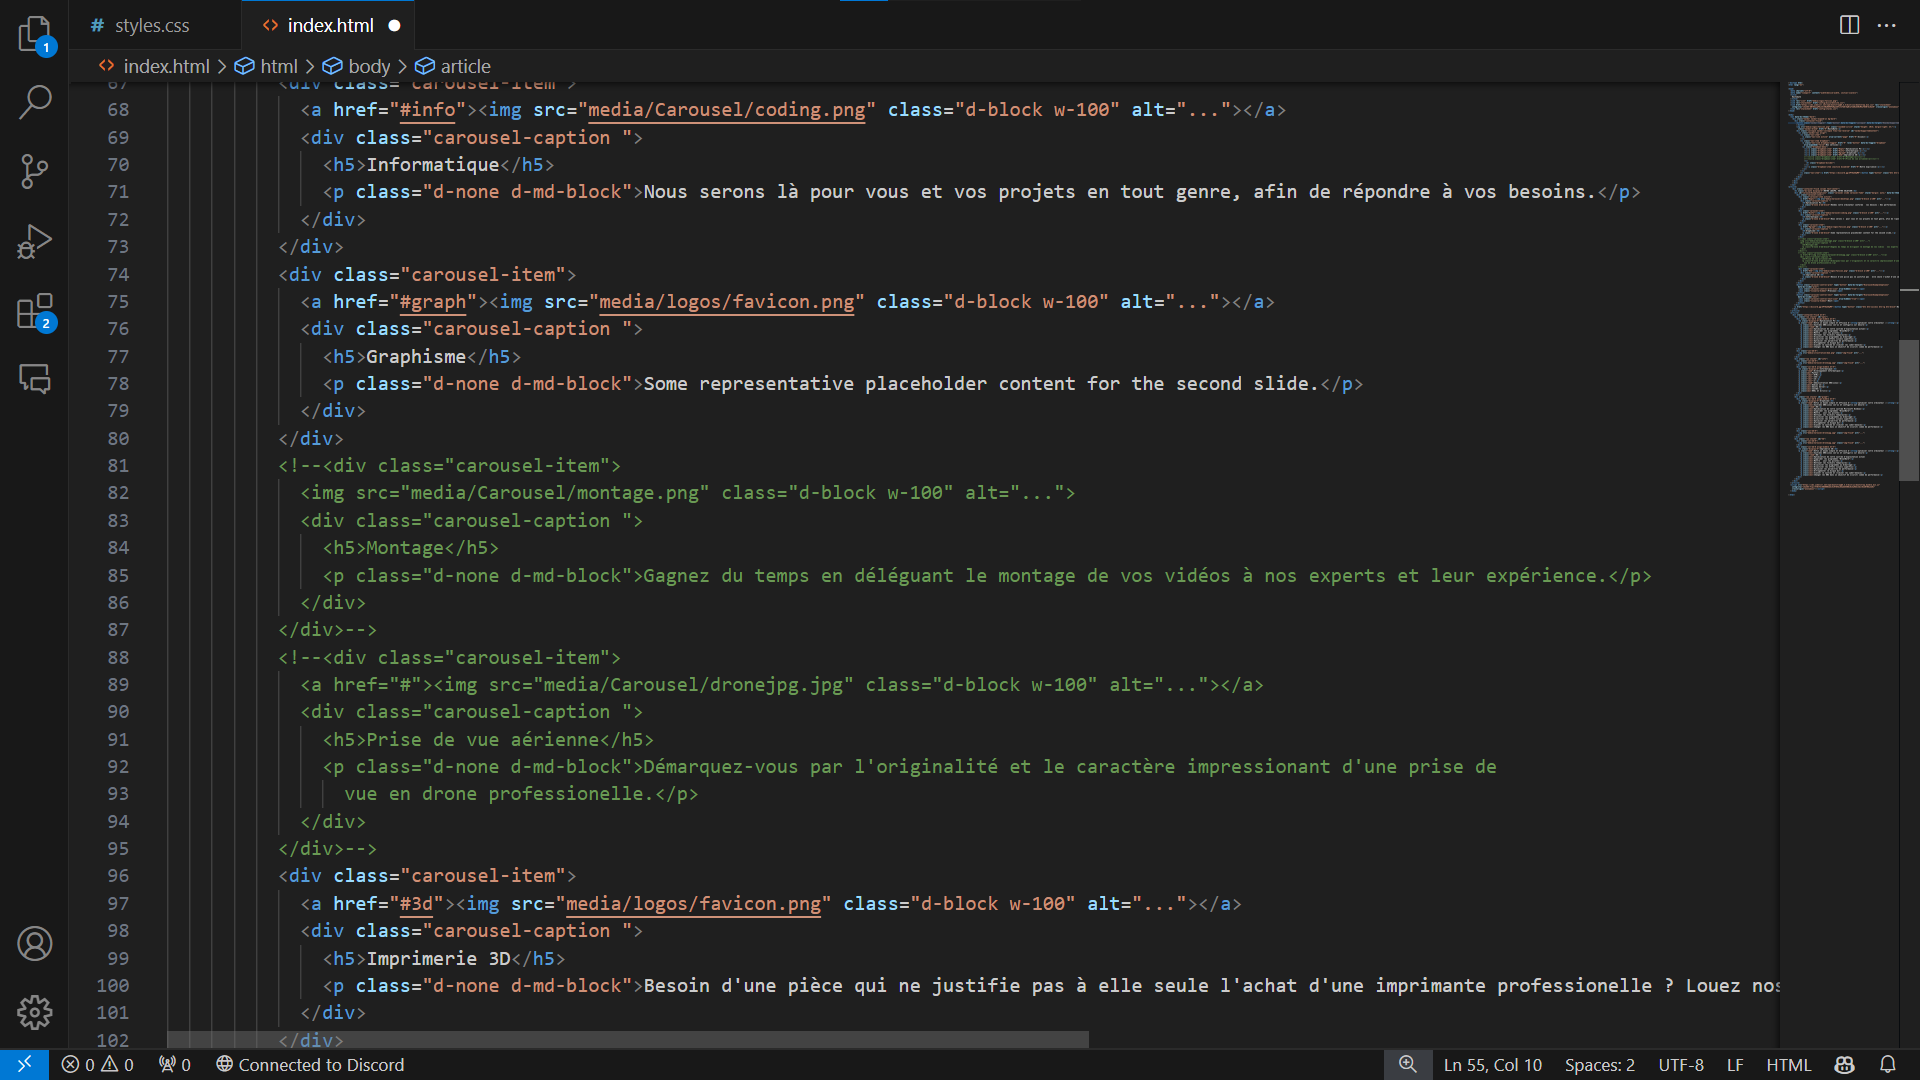 styles.css
index.html
index.html > html > body > article
67 <div class="carousel-item">
68 <a href="#info"><img src="media/Carousel/coding.png" class="d-block w-100" alt="..."></a>
69 <div class="carousel-caption ">
70 <h5>Informatique</h5>
71 <p class="d-none d-md-block">Nous serons là pour vous et vos projets en tout genre, afin de répondre à vos besoins.</p>
72 </div>
73 </div>
74 <div class="carousel-item">
75 <a href="#graph"><img src="media/logos/favicon.png" class="d-block w-100" alt="..."></a>
76 <div class="carousel-caption ">
77 <h5>Graphisme</h5>
78 <p class="d-none d-md-block">Some representative placeholder content for the second slide.</p>
79 </div>
80 </div>
81 <!--<div class="carousel-item">
82 <img src="media/Carousel/montage.png" class="d-block w-100" alt="...">
83 <div class="carousel-caption ">
84 <h5>Montage</h5>
85 <p class="d-none d-md-block">Gagnez du temps en déléguant le montage de vos vidéos à nos experts et leur expérience.</p>
86 </div>
87 </div>-->
88 <!--<div class="carousel-item">
89 <a href="#"><img src="media/Carousel/dronejpg.jpg" class="d-block w-100" alt="..."></a>
90 <div class="carousel-caption ">
91 <h5>Prise de vue aérienne</h5>
92 <p class="d-none d-md-block">Démarquez-vous par l'originalité et le caractère impressionant d'une prise de
93 vue en drone professionelle.</p>
94 </div>
95 </div>-->
96 <div class="carousel-item">
97 <a href="#3d"><img src="media/logos/favicon.png" class="d-block w-100" alt="..."></a>
98 <div class="carousel-caption ">
99 <h5>Imprimerie 3D</h5>
100 <p class="d-none d-md-block">Besoin d'une pièce qui ne justifie pas à elle seule l'achat d'une imprimante professionelle ? Louez nos
101 </div>
102 </div>
1
2
0 0 0 Connected to Discord Ln 55, Col 10 Spaces: 2 UTF-8 LF HTML